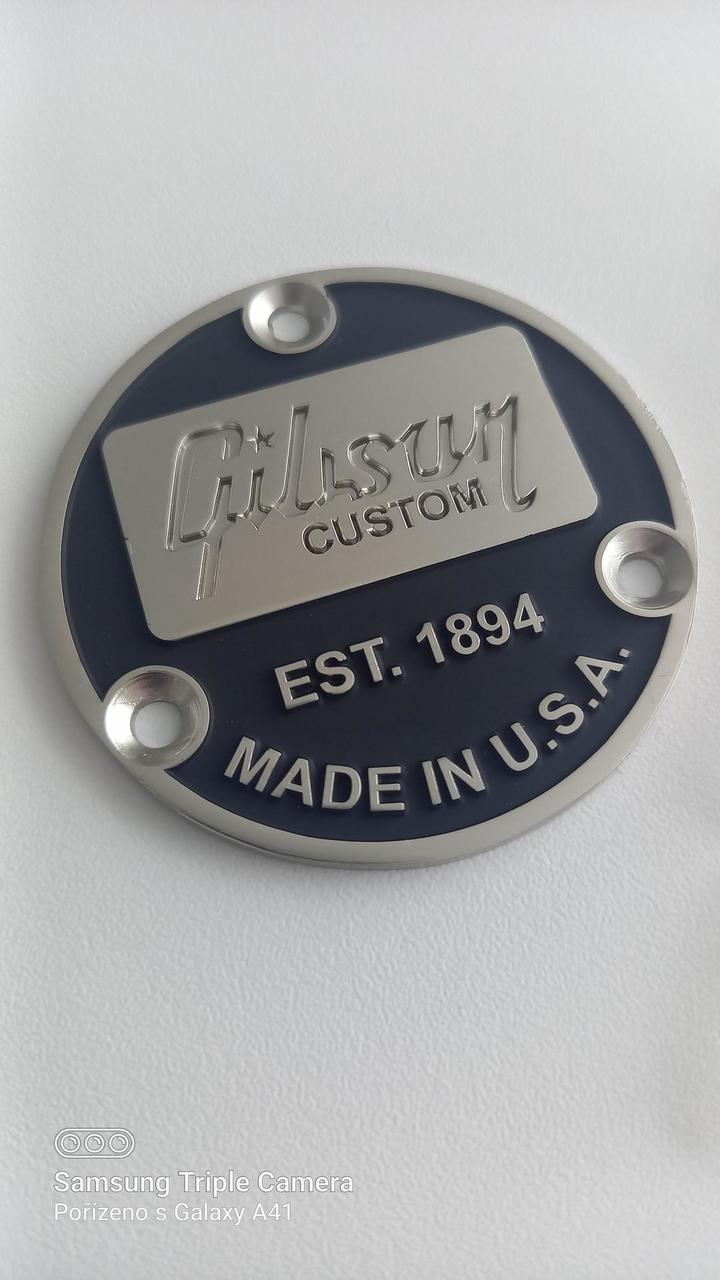 Gibson
CUSTOM
EST. 1894
MADE IN U.S.A.
Samsung Triple Camera
Pořízeno s Galaxy A41